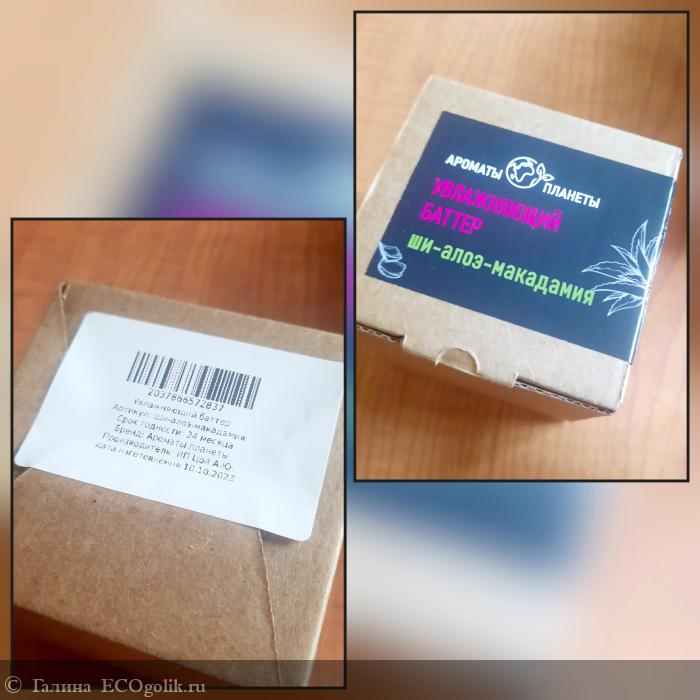 АРОМАТЫ
ПЛАНЕТЫ
УВЛАЖНЯЮЩИЙ
БАТТЕР
ши-алоэ-макадамия
2037866572837
Увлажняющий баттер
Артикул: Ши-алоэ-макадамия
Срок годности: 24 месяца
Бренд: Ароматы планеты
Производитель: ИП Цой А.Ю.
дата изготовления 10.10.2023
© Галина ECOgolik.ru